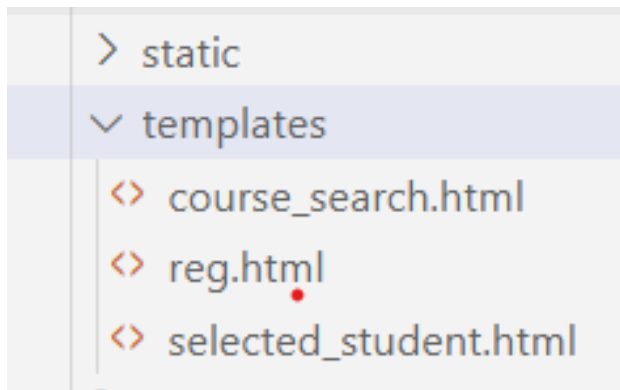 static
templates
course_search.html
reg.html
selected_student.html